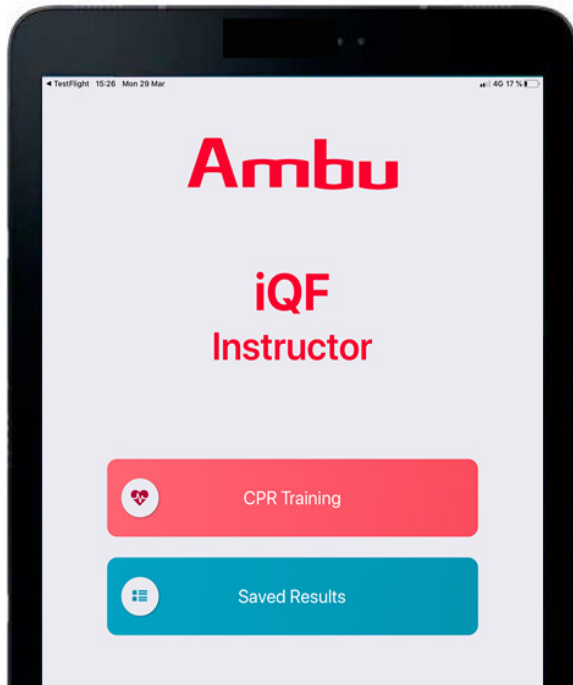 ◀ TestFlight 15:26 Mon 29 Mar 4G 17 %
Ambu
iQF
Instructor
CPR Training
Saved Results